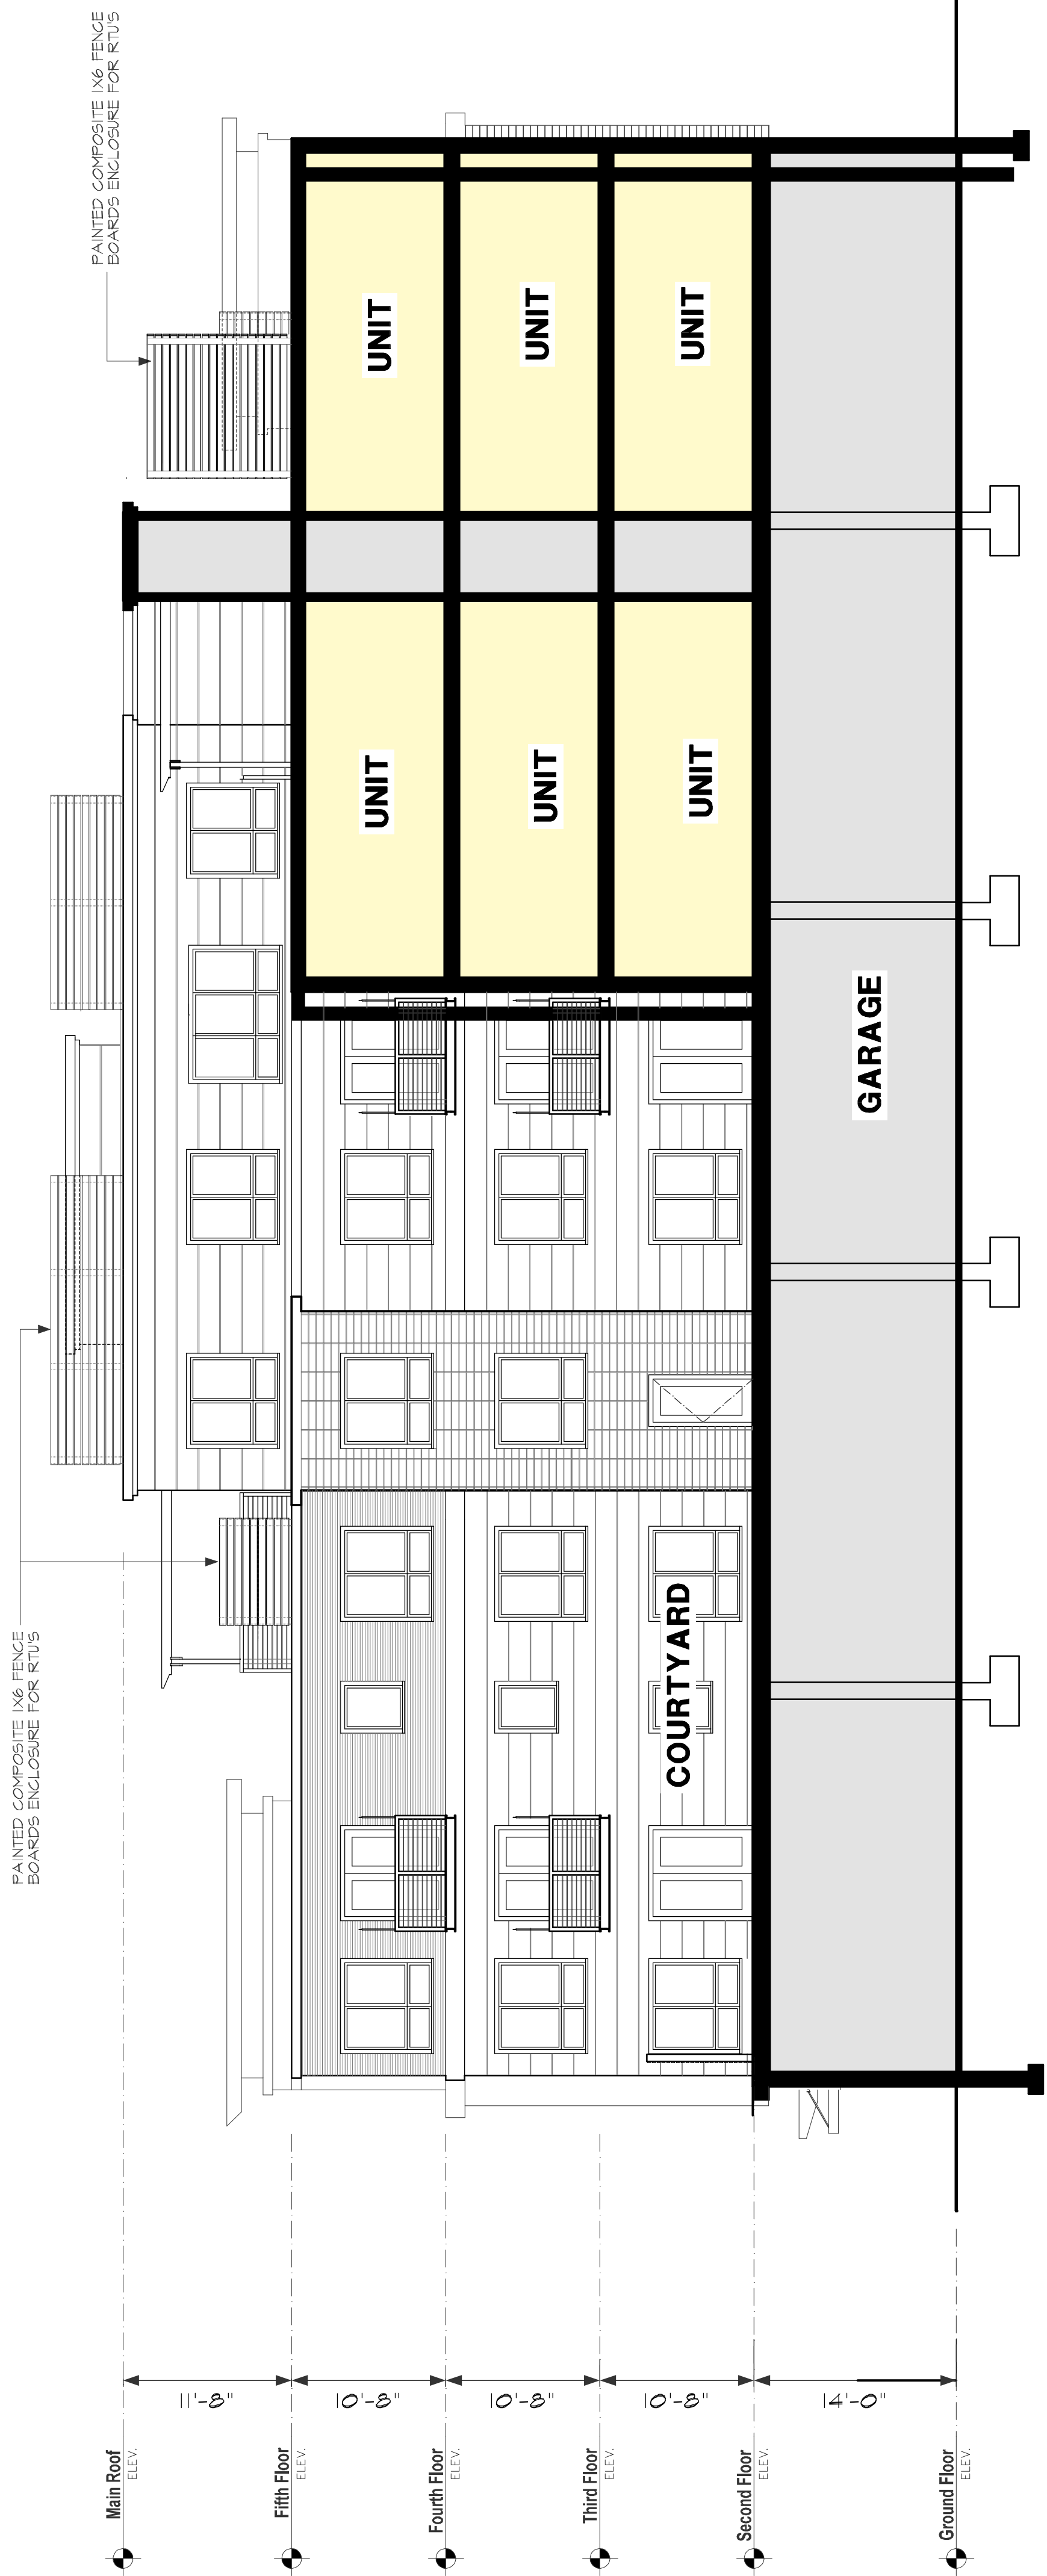 PAINTED COMPOSITE 1X6 FENCE
BOARDS ENCLOSURE FOR RTU'S
PAINTED COMPOSITE 1X6 FENCE
BOARDS ENCLOSURE FOR RTU'S
Main Roof
ELEV.
11'-8"
Fifth Floor
ELEV.
UNIT
UNIT
10'-8"
Fourth Floor
ELEV.
UNIT
UNIT
10'-8"
Third Floor
ELEV.
COURTYARD
UNIT
UNIT
10'-8"
Second Floor
ELEV.
GARAGE
14'-0"
Ground Floor
ELEV.